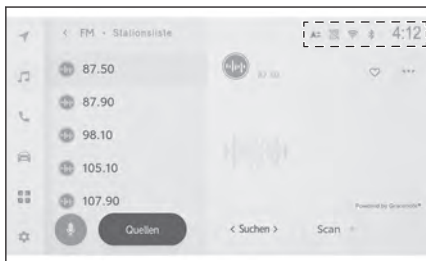 < FM · Stationsliste
4:12
87.50
87.90
98.10
105.10
107.90
Quellen
< Suchen >
Scan
Powered by Gracenote®